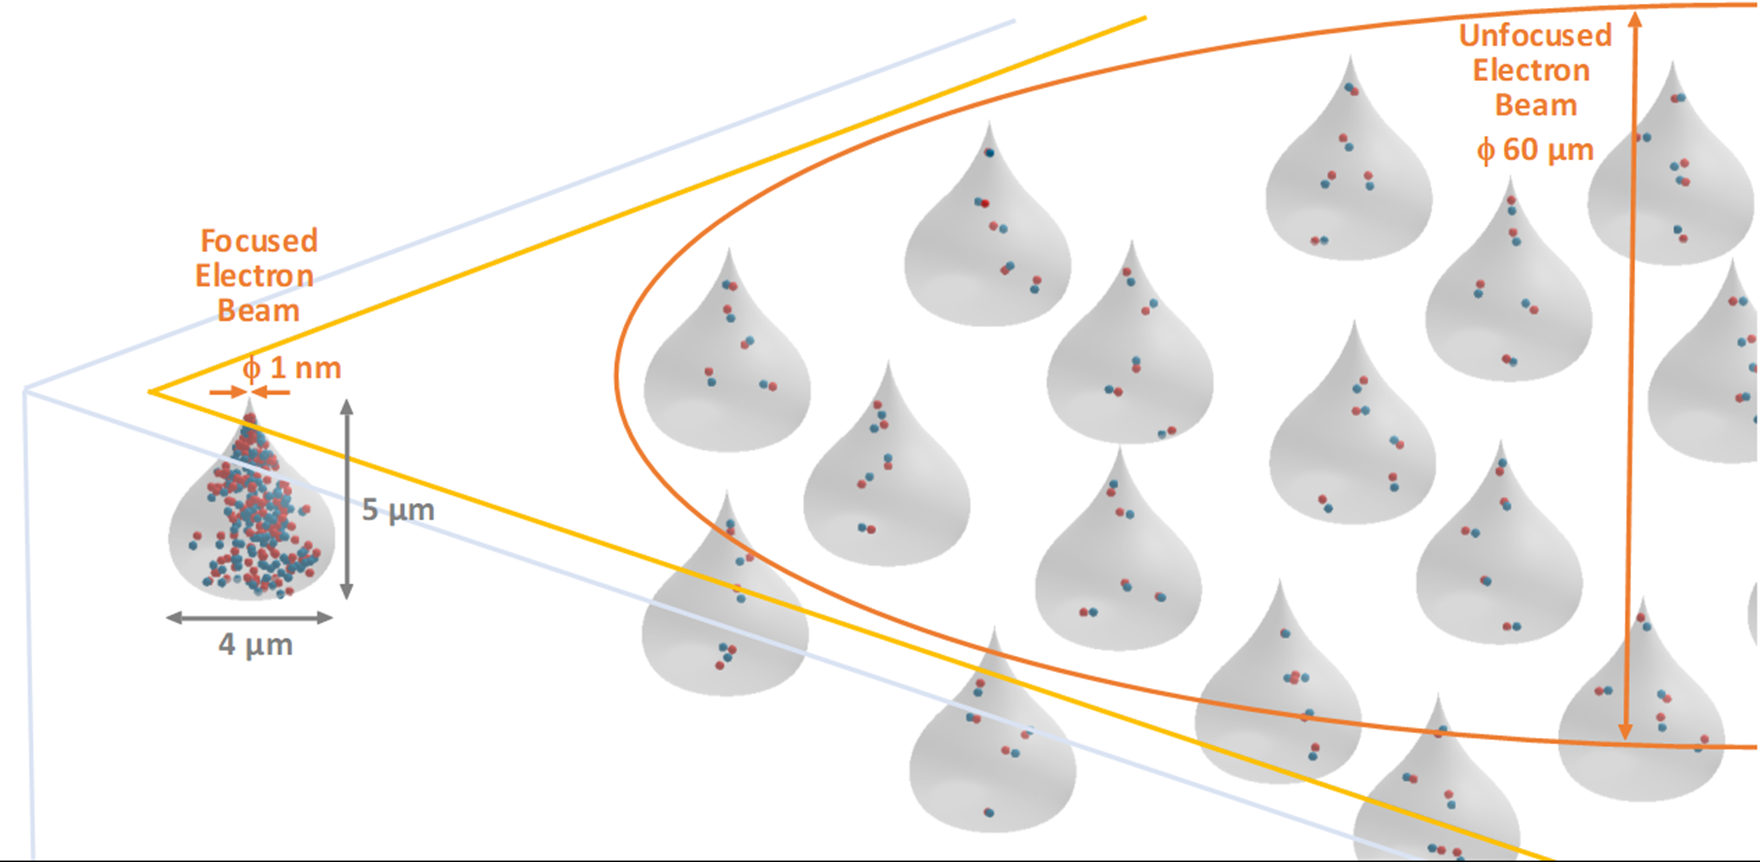 Unfocused
Electron
Beam
ϕ 60 µm
Focused
Electron
Beam
ϕ 1 nm
5 µm
4 µm